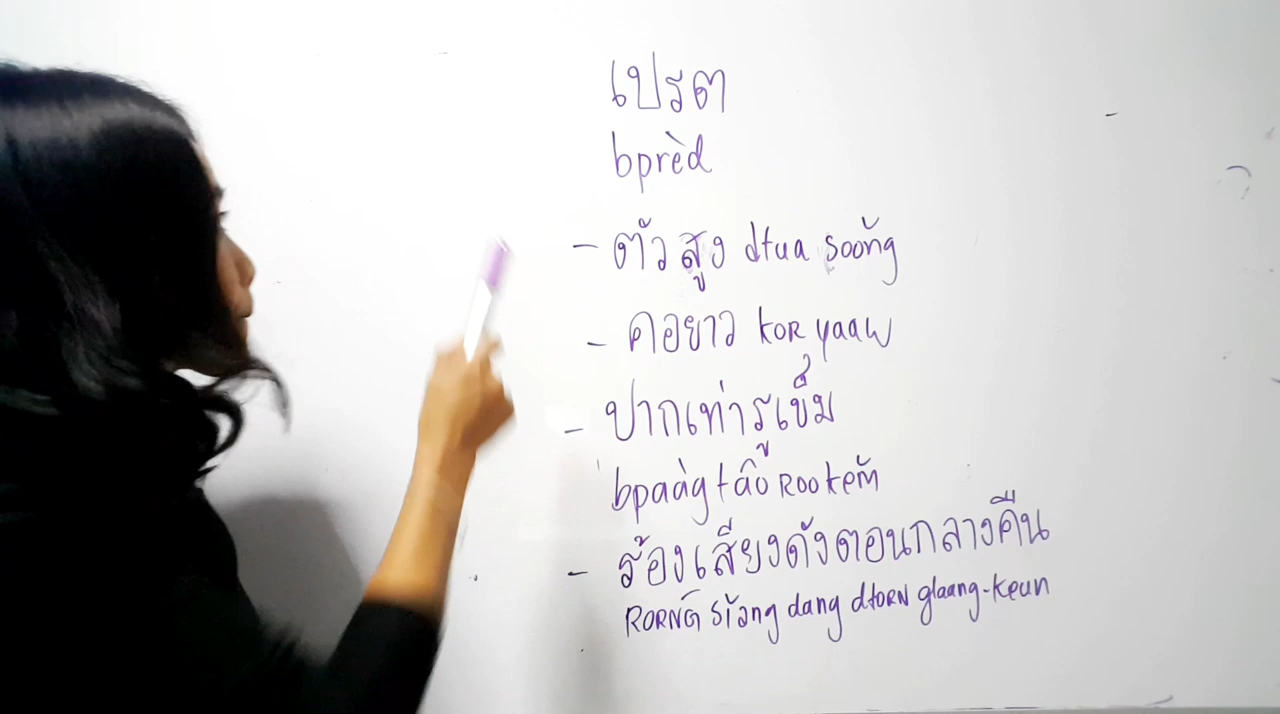 เปรต
bprèd
- ตัวสูง dtua soǒng
- คอยาว kor yaaw
- ปากเท่ารูเข็ม
bpaàg tâo roo kěm
- ร้องเสียงดังตอนกลางคืน
RORNG sǐang dang dtorn glaang-keun